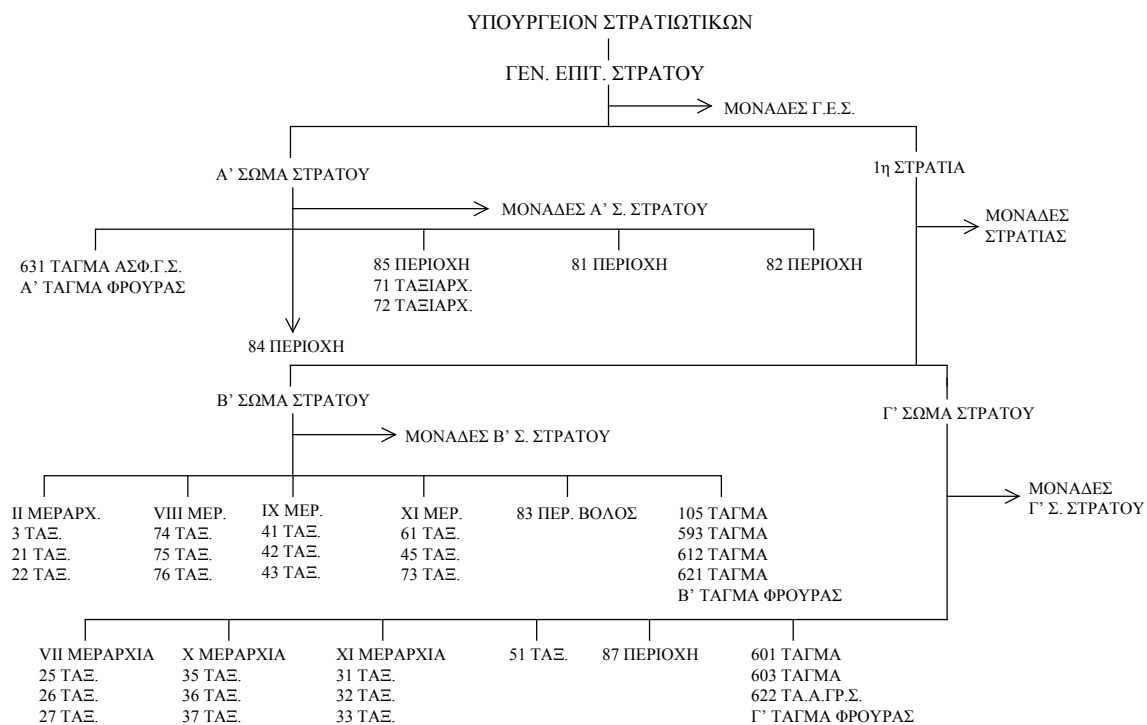 ΥΠΟΥΡΓΕΙΟΝ ΣΤΡΑΤΙΩΤΙΚΩΝ
ΓΕΝ. ΕΠΙΤ. ΣΤΡΑΤΟΥ
ΜΟΝΑΔΕΣ Γ.Ε.Σ.
Α' ΣΩΜΑ ΣΤΡΑΤΟΥ
1η ΣΤΡΑΤΙΑ
ΜΟΝΑΔΕΣ Α' Σ. ΣΤΡΑΤΟΥ
ΜΟΝΑΔΕΣ
ΣΤΡΑΤΙΑΣ
631 ΤΑΓΜΑ ΑΣΦ.Γ.Σ.
Α' ΤΑΓΜΑ ΦΡΟΥΡΑΣ
85 ΠΕΡΙΟΧΗ
71 ΤΑΞΙΑΡΧ.
72 ΤΑΞΙΑΡΧ.
81 ΠΕΡΙΟΧΗ
82 ΠΕΡΙΟΧΗ
84 ΠΕΡΙΟΧΗ
Β' ΣΩΜΑ ΣΤΡΑΤΟΥ
Γ' ΣΩΜΑ ΣΤΡΑΤΟΥ
ΜΟΝΑΔΕΣ Β' Σ. ΣΤΡΑΤΟΥ
ΜΟΝΑΔΕΣ
Γ' Σ. ΣΤΡΑΤΟΥ
ΙΙ ΜΕΡΑΡΧ.
3 ΤΑΞ.
21 ΤΑΞ.
22 ΤΑΞ.
VIII ΜΕΡ.
74 ΤΑΞ.
75 ΤΑΞ.
76 ΤΑΞ.
IX ΜΕΡ.
41 ΤΑΞ.
42 ΤΑΞ.
43 ΤΑΞ.
XI ΜΕΡ.
61 ΤΑΞ.
45 ΤΑΞ.
73 ΤΑΞ.
83 ΠΕΡ. ΒΟΛΟΣ
105 ΤΑΓΜΑ
593 ΤΑΓΜΑ
612 ΤΑΓΜΑ
621 ΤΑΓΜΑ
Β' ΤΑΓΜΑ ΦΡΟΥΡΑΣ
VII ΜΕΡΑΡΧΙΑ
25 ΤΑΞ.
26 ΤΑΞ.
27 ΤΑΞ.
X ΜΕΡΑΡΧΙΑ
35 ΤΑΞ.
36 ΤΑΞ.
37 ΤΑΞ.
XI ΜΕΡΑΡΧΙΑ
31 ΤΑΞ.
32 ΤΑΞ.
33 ΤΑΞ.
51 ΤΑΞ.
87 ΠΕΡΙΟΧΗ
601 ΤΑΓΜΑ
603 ΤΑΓΜΑ
622 ΤΑ.Α.ΓΡ.Σ.
Γ' ΤΑΓΜΑ ΦΡΟΥΡΑΣ